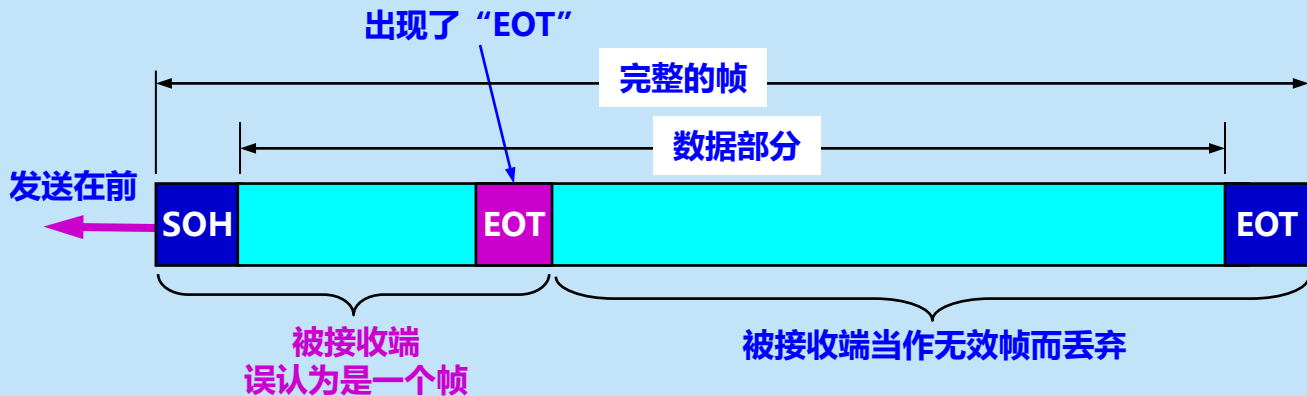 出现了“EOT”
完整的帧
数据部分
发送在前
SOH
EOT
EOT
被接收端
误认为是一个帧
被接收端当作无效帧而丢弃